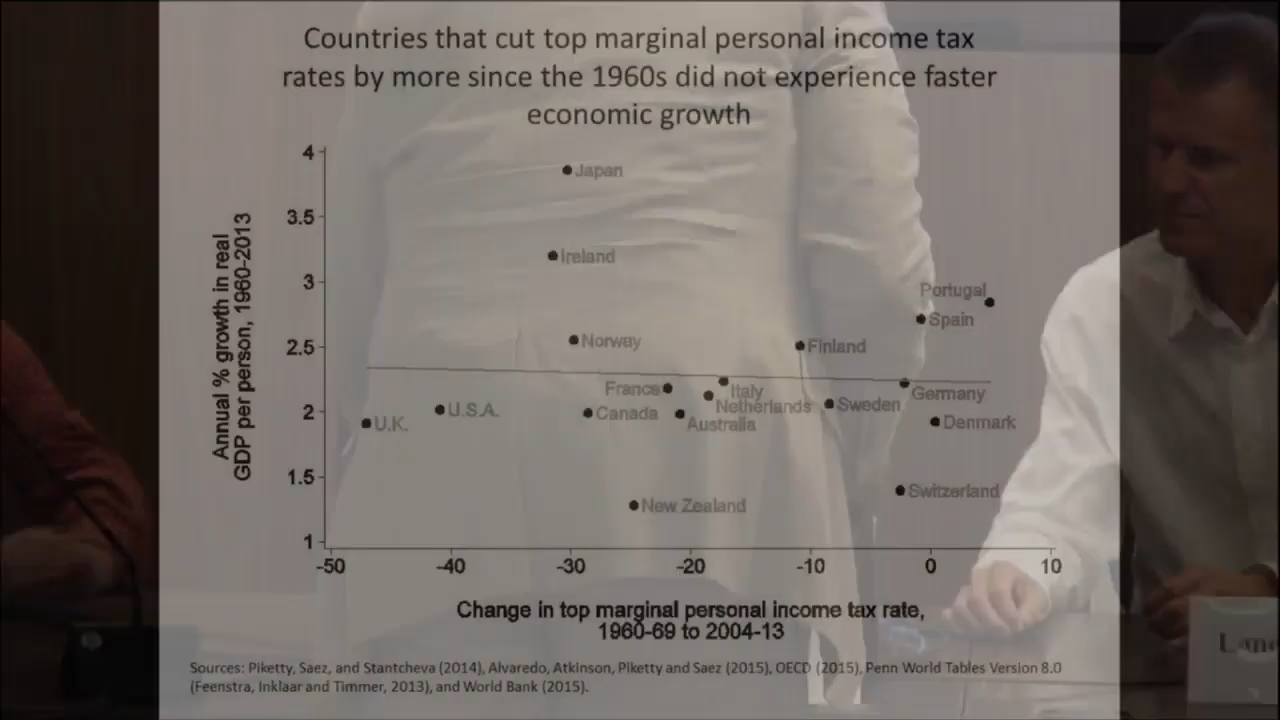 Countries that cut top marginal personal income tax
rates by more since the 1960s did not experience faster
economic growth
Annual % growth in real
GDP per person, 1960-2013
4
3.5
3
2.5
2
1.5
1
Japan
Ireland
Portugal
Spain
Norway
Finland
France
Italy
Germany
Netherlands
Sweden
U.K.
U.S.A.
Canada
Australia
Denmark
Switzerland
New Zealand
-50
-40
-30
-20
-10
0
10
Change in top marginal personal income tax rate,
1960-69 to 2004-13
Sources: Piketty, Saez, and Stantcheva (2014), Alvaredo, Atkinson, Piketty and Saez (2015), OECD (2015), Penn World Tables Version 8.0
(Feenstra, Inklaar and Timmer, 2013), and World Bank (2015).